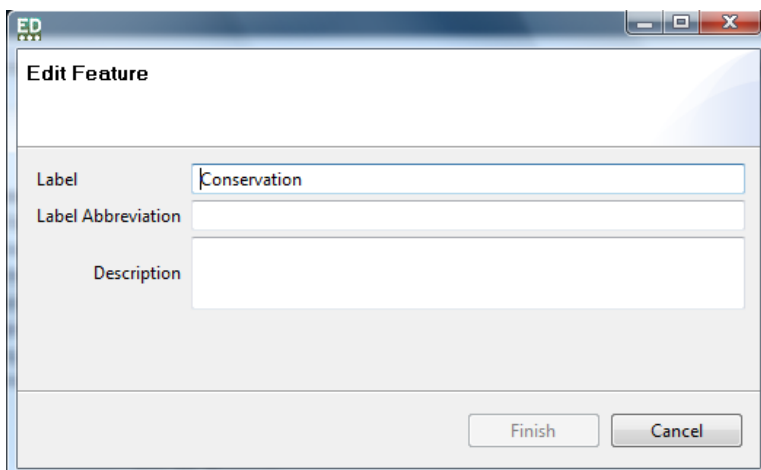 ED
Edit Feature
Label Conservation
Label Abbreviation
Description
Finish Cancel